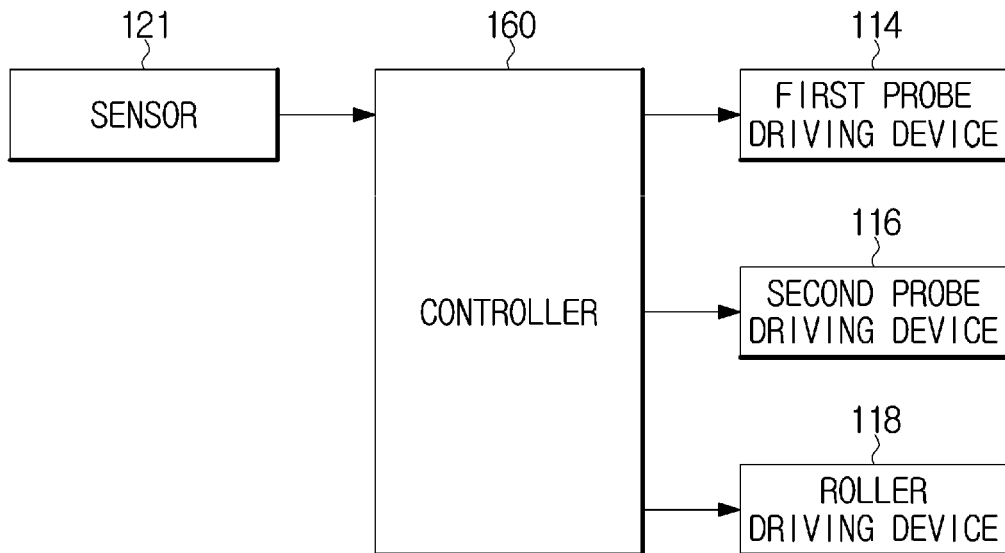 121
160
114
SENSOR
FIRST PROBE
DRIVING DEVICE
116
CONTROLLER
SECOND PROBE
DRIVING DEVICE
118
ROLLER
DRIVING DEVICE